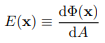 E(x) ≡ dΦ(x)/dA